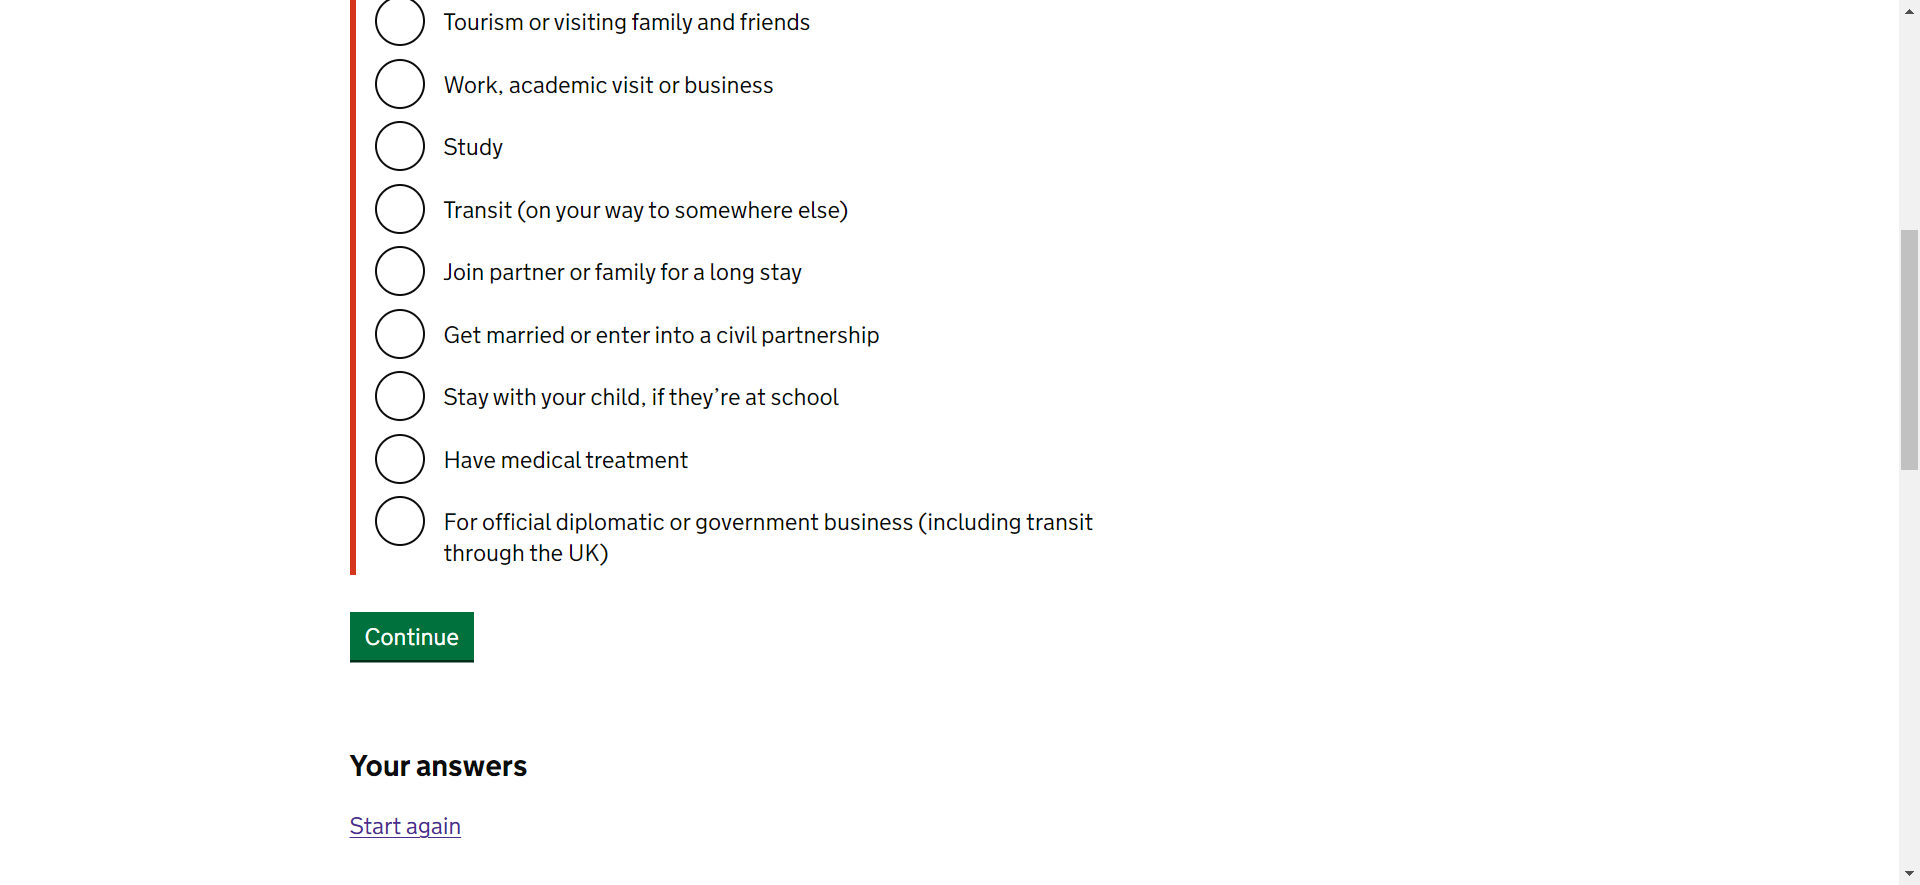 Tourism or visiting family and friends
Work, academic visit or business
Study
Transit (on your way to somewhere else)
Join partner or family for a long stay
Get married or enter into a civil partnership
Stay with your child, if they’re at school
Have medical treatment
For official diplomatic or government business (including transit
through the UK)
Continue
Your answers
Start again